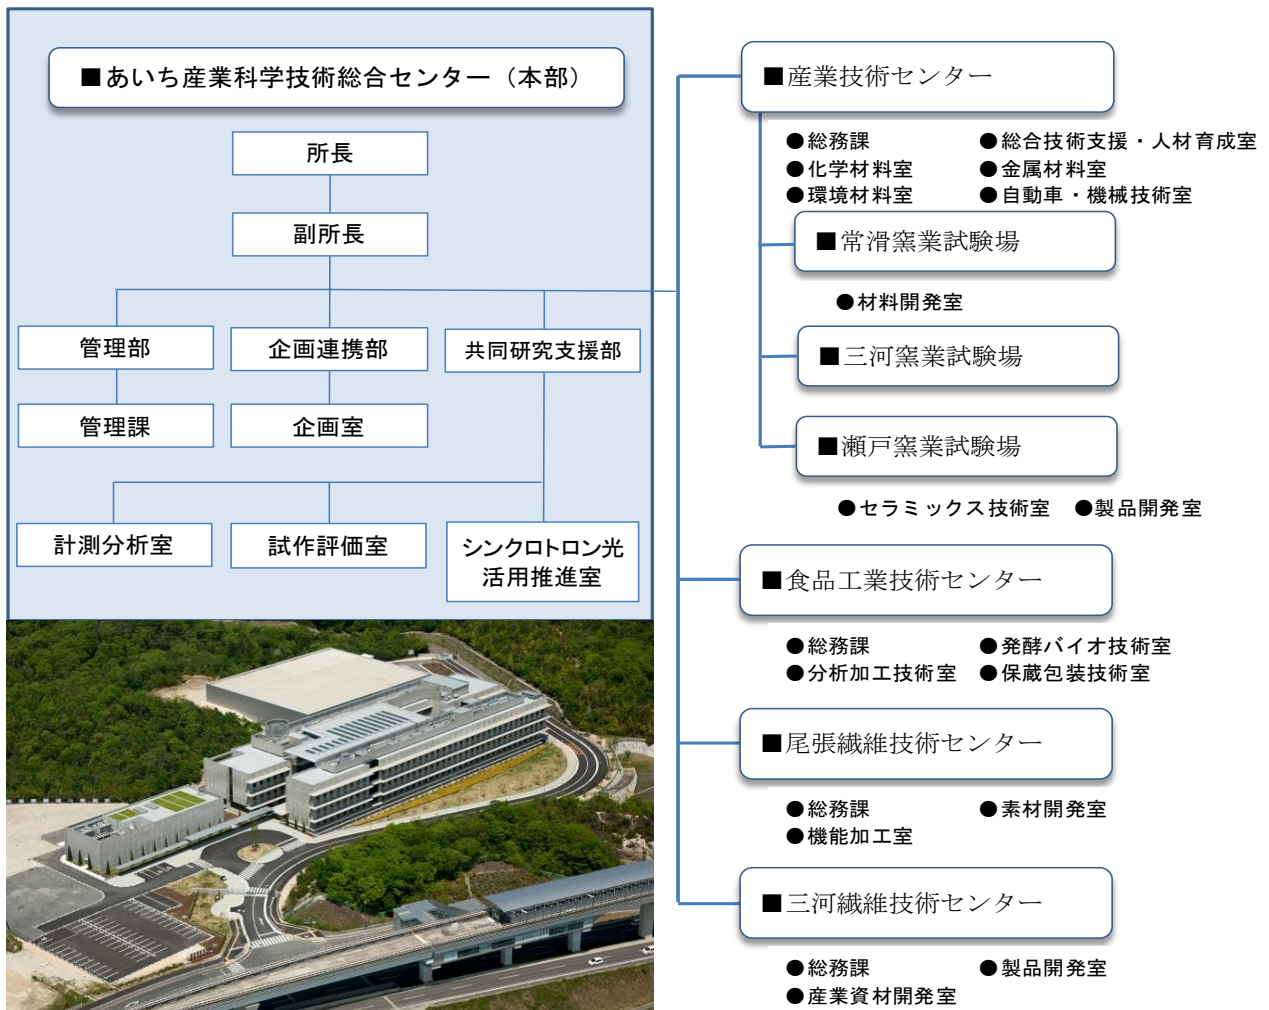 ■あいち産業科学技術総合センター（本部）
所長
副所長
管理部
企画連携部
共同研究支援部
管理課
企画室
計測分析室
試作評価室
シンクロトロン光
活用推進室
■産業技術センター
●総務課 ●総合技術支援・人材育成室
●化学材料室 ●金属材料室
●環境材料室 ●自動車・機械技術室
■常滑窯業試験場
●材料開発室
■三河窯業試験場
■瀬戸窯業試験場
●セラミックス技術室 ●製品開発室
■食品工業技術センター
●総務課 ●発酵バイオ技術室
●分析加工技術室 ●保蔵包装技術室
■尾張繊維技術センター
●総務課 ●素材開発室
●機能加工室
■三河繊維技術センター
●総務課 ●製品開発室
●産業資材開発室